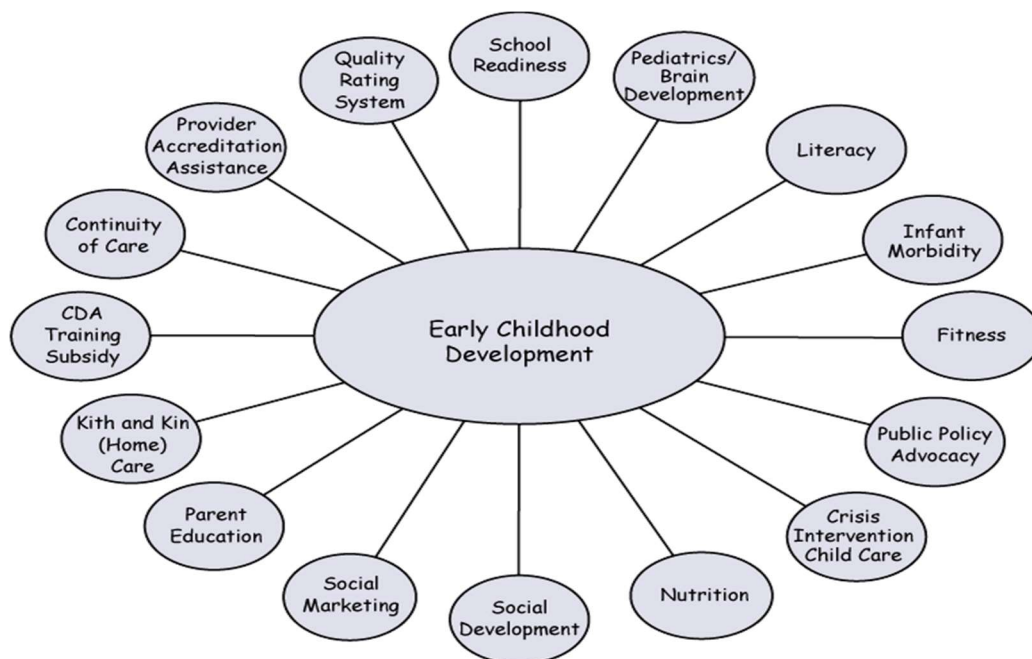 School
Readiness
Pediatrics/
Brain
Development
Literacy
Infant
Morbidity
Fitness
Public Policy
Advocacy
Crisis
Intervention
Child Care
Nutrition
Social
Development
Social
Marketing
Parent
Education
Kith and Kin
(Home)
Care
CDA
Training
Subsidy
Continuity
of Care
Provider
Accreditation
Assistance
Quality
Rating
System
Early Childhood
Development